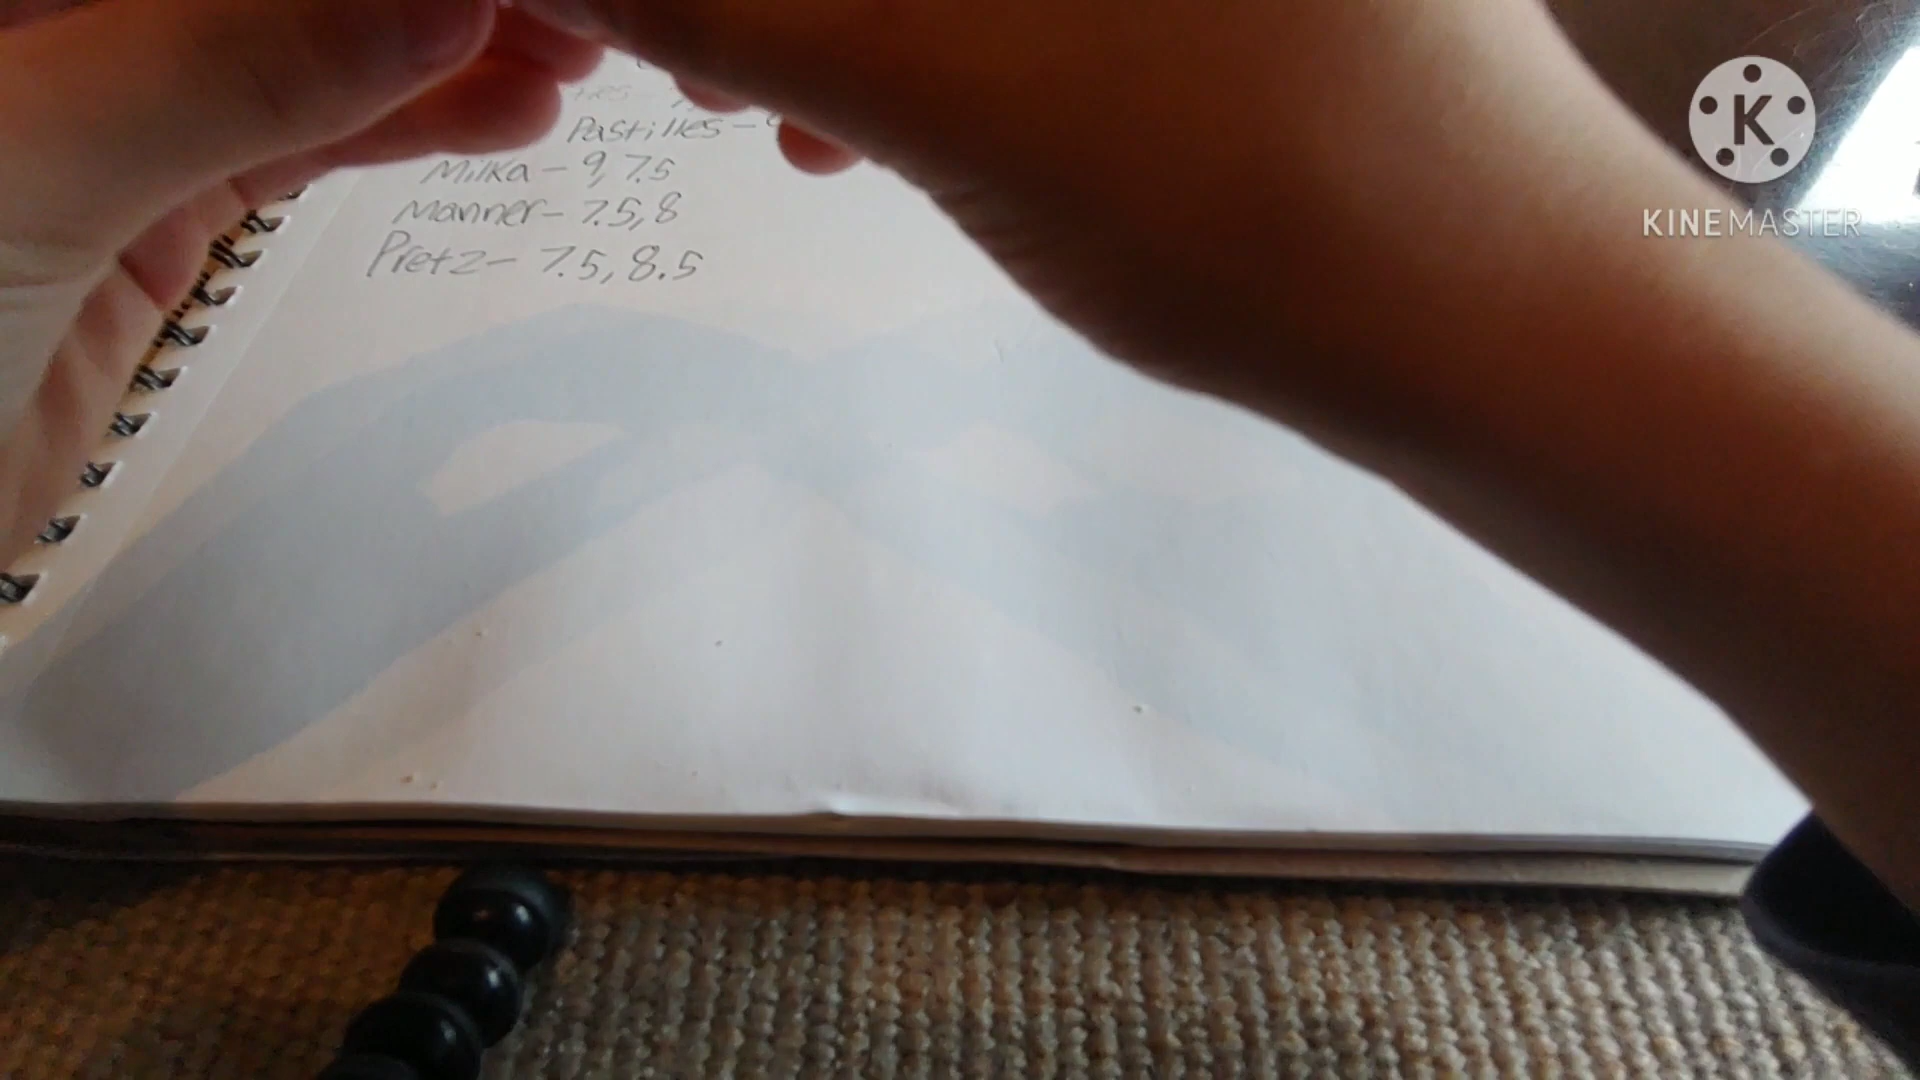 Pastilles -
Milka - 9, 7.5
Manner - 7.5, 8
Pretz - 7.5, 8.5
KINEMASTER